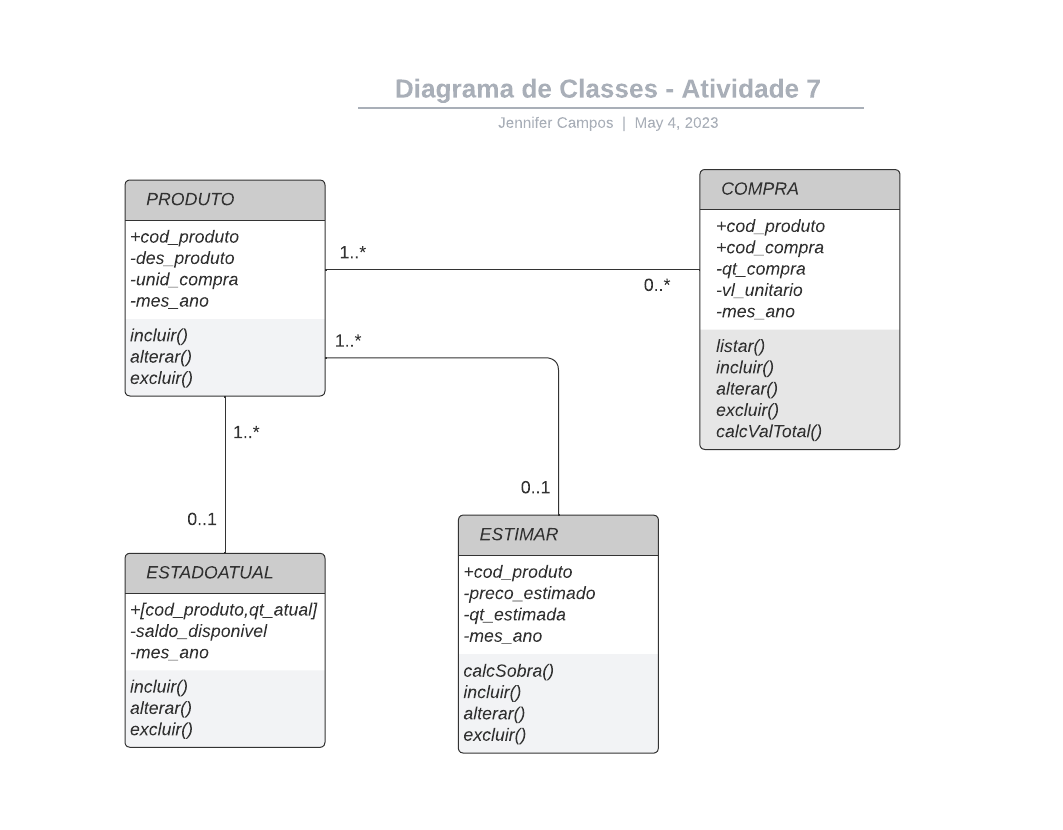 Diagrama de Classes - Atividade 7
Jennifer Campos | May 4, 2023
PRODUTO
+cod_produto
-des_produto
-unid_compra
-mes_ano
incluir()
alterar()
excluir()
1..*
0..*
COMPRA
+cod_produto
+cod_compra
-qt_compra
-vl_unitario
-mes_ano
listar()
incluir()
alterar()
excluir()
calcValTotal()
1..*
0..1
1..*
0..1
ESTADOATUAL
+[cod_produto,qt_atual]
-saldo_disponivel
-mes_ano
incluir()
alterar()
excluir()
ESTIMAR
+cod_produto
-preco_estimado
-qt_estimada
-mes_ano
calcSobra()
incluir()
alterar()
excluir()